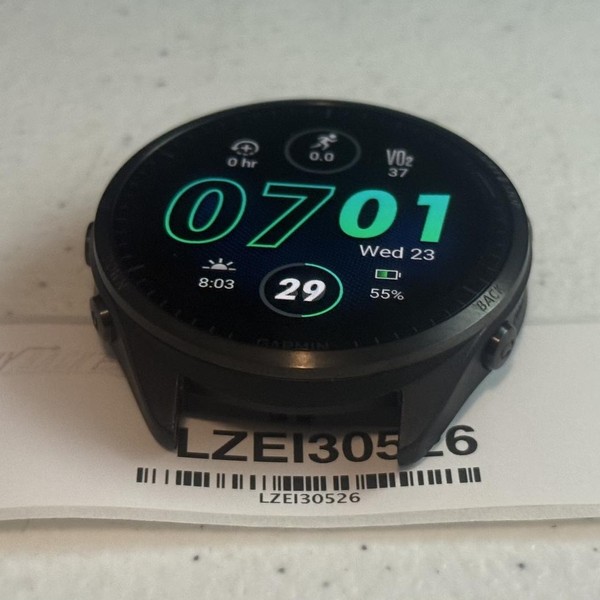 0 hr
0.0
VO₂
37
0701
Wed 23
8:03
29
55%
BACK
GARMIN
LZEI30526
LZEI30526